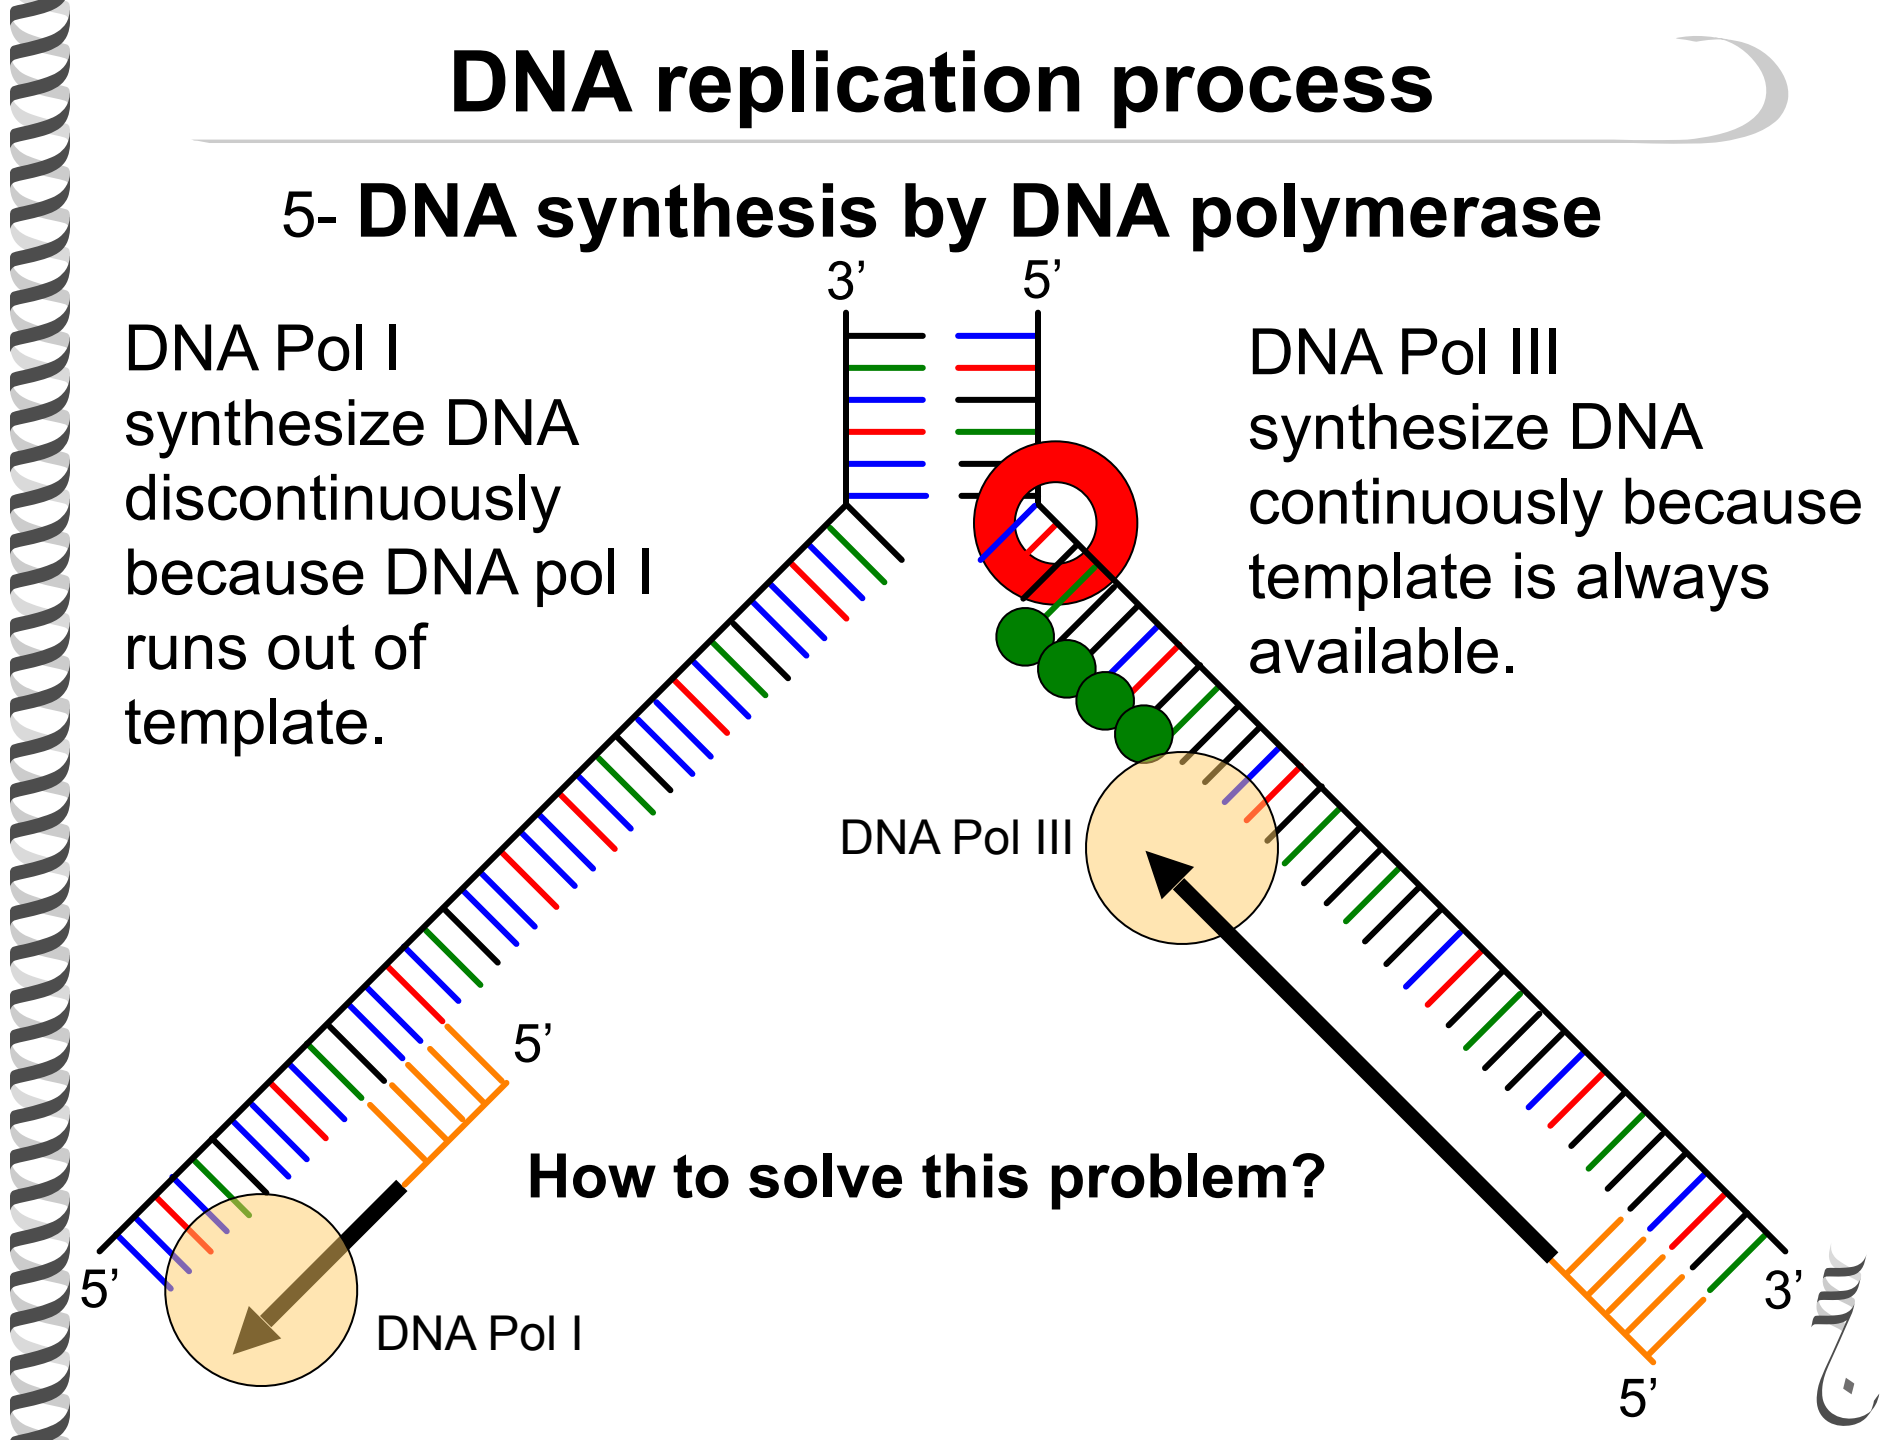 DNA replication process
5- DNA synthesis by DNA polymerase
3’
5’
DNA Pol I
synthesize DNA
discontinuously
because DNA pol I
runs out of
template.
DNA Pol III
synthesize DNA
continuously because
template is always
available.
DNA Pol III
5’
How to solve this problem?
5’
DNA Pol I
3’
5’